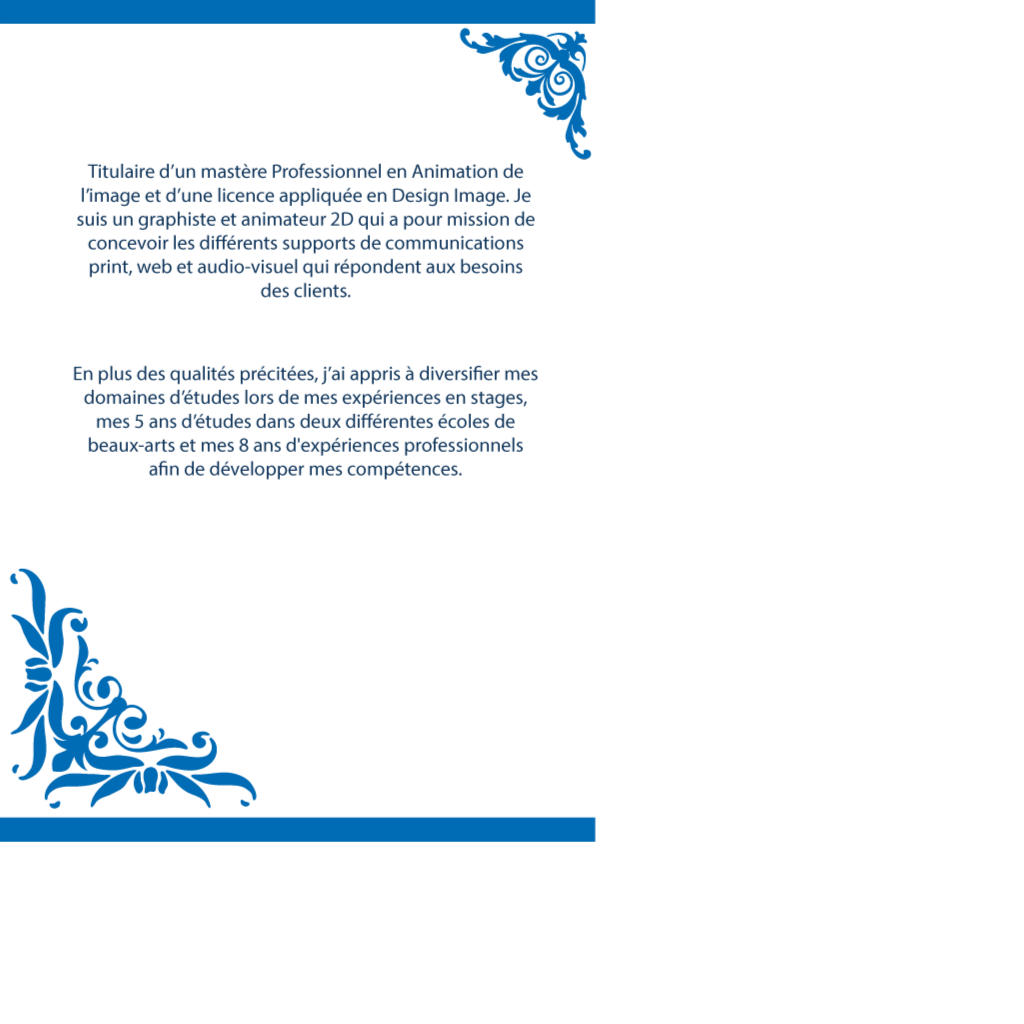 Titulaire d’un mastère Professionnel en Animation de
l’image et d’une licence appliquée en Design Image. Je
suis un graphiste et animateur 2D qui a pour mission de
concevoir les différents supports de communications
print, web et audio-visuel qui répondent aux besoins
des clients.
En plus des qualités précitées, j’ai appris à diversifier mes
domaines d’études lors de mes expériences en stages,
mes 5 ans d’études dans deux différentes écoles de
beaux-arts et mes 8 ans d'expériences professionnels
afin de développer mes compétences.